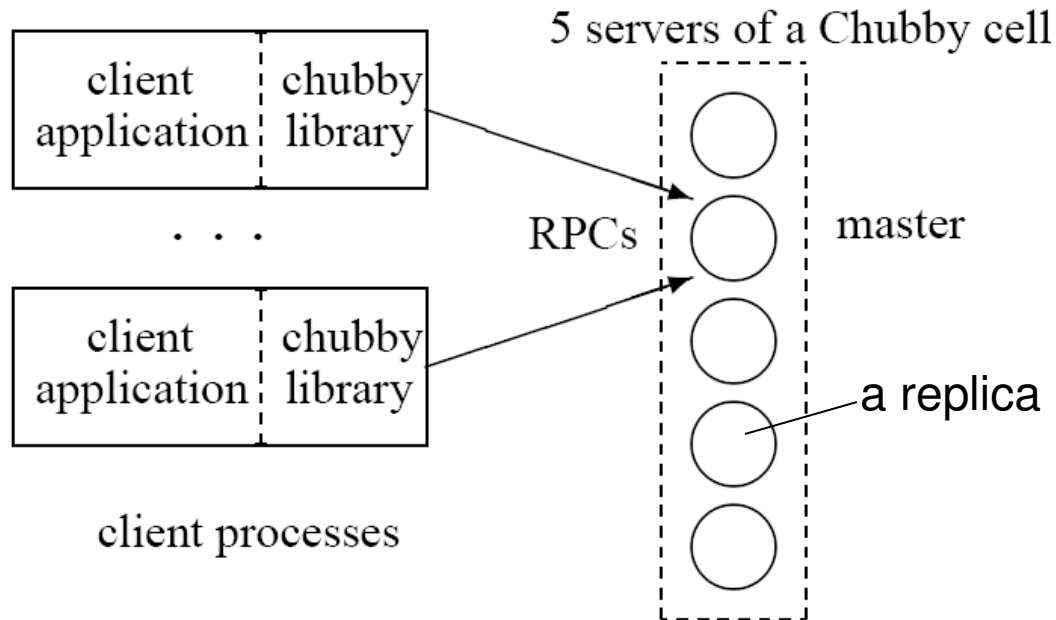 5 servers of a Chubby cell
client
application
chubby
library
. . .
RPCs
master
client
application
chubby
library
a replica
client processes